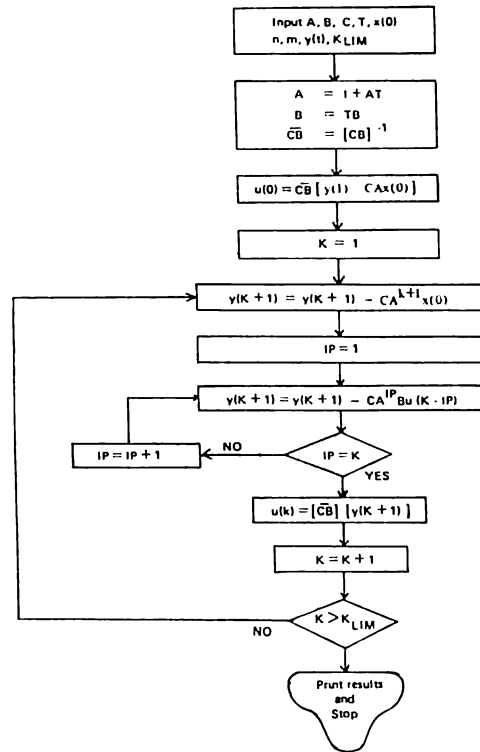 Input A, B, C, T, x(0)
n, m, y(t), K_LIM
A = I + AT
B = TB
C̅B̅ = [CB]⁻¹
u(0) = C̅B̅ [y(1) CAx(0)]
K = 1
y(K + 1) = y(K + 1) – CA^(k+1) x(0)
IP = 1
y(K + 1) = y(K + 1) – CA^IP Bu (K - IP)
IP = IP + 1
NO
IP = K
YES
u(k) = [C̅B̅] [y(K + 1)]
K = K + 1
K > K_LIM
NO
Print results
and
Stop